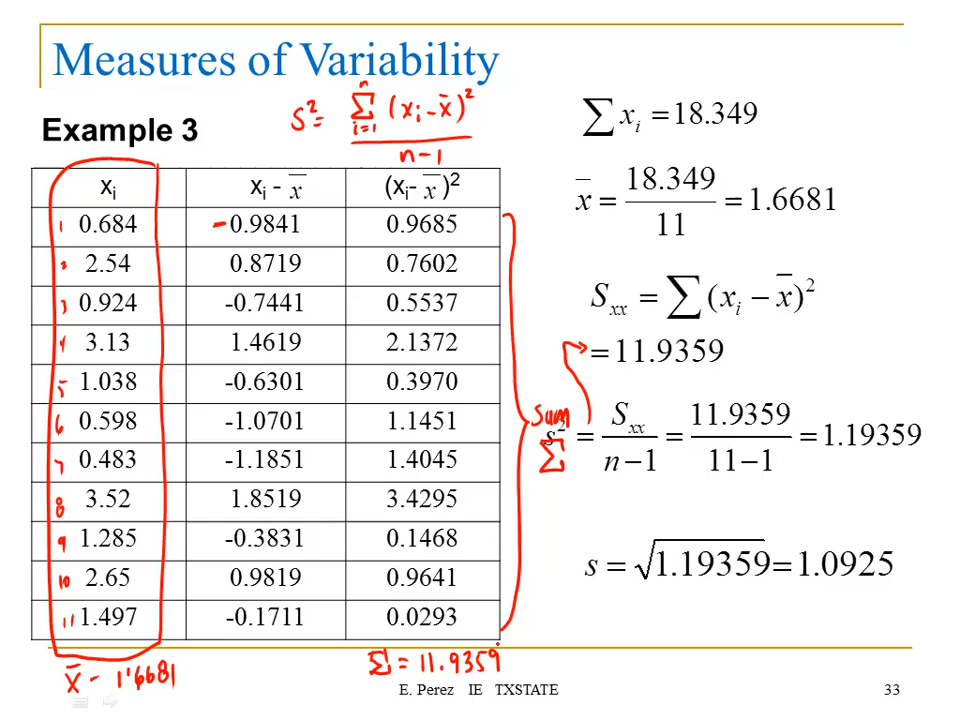 Measures of Variability
Example 3
S² = Σ i=1 n (xi - x̄)² / n - 1
xi | xi - x̄ | (xi- x̄)2
1 0.684 | -0.9841 | 0.9685
2 2.54 | 0.8719 | 0.7602
3 0.924 | -0.7441 | 0.5537
4 3.13 | 1.4619 | 2.1372
5 1.038 | -0.6301 | 0.3970
6 0.598 | -1.0701 | 1.1451
7 0.483 | -1.1851 | 1.4045
8 3.52 | 1.8519 | 3.4295
9 1.285 | -0.3831 | 0.1468
10 2.65 | 0.9819 | 0.9641
11 1.497 | -0.1711 | 0.0293
x̄ - 1'6681
Σ = 11.9359
∑ xi = 18.349
x̄ = 18.349 / 11 = 1.6681
Sxx = ∑ (xi − x̄)²
= 11.9359
Sum
Σ
s² = Sxx / n−1 = 11.9359 / 11−1 = 1.19359
s = √1.19359 = 1.0925
E. Perez IE TXSTATE
33